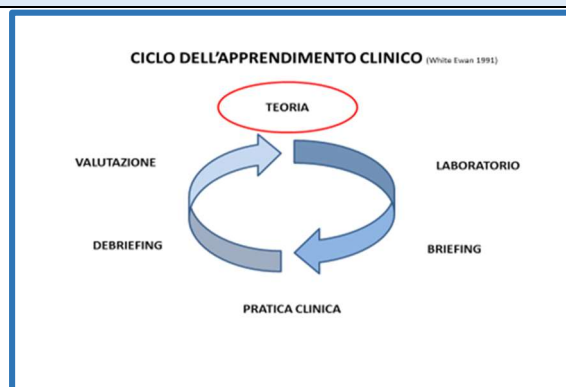 CICLO DELL'APPRENDIMENTO CLINICO (White Ewan 1991)
TEORIA
VALUTAZIONE
LABORATORIO
DEBRIEFING
BRIEFING
PRATICA CLINICA